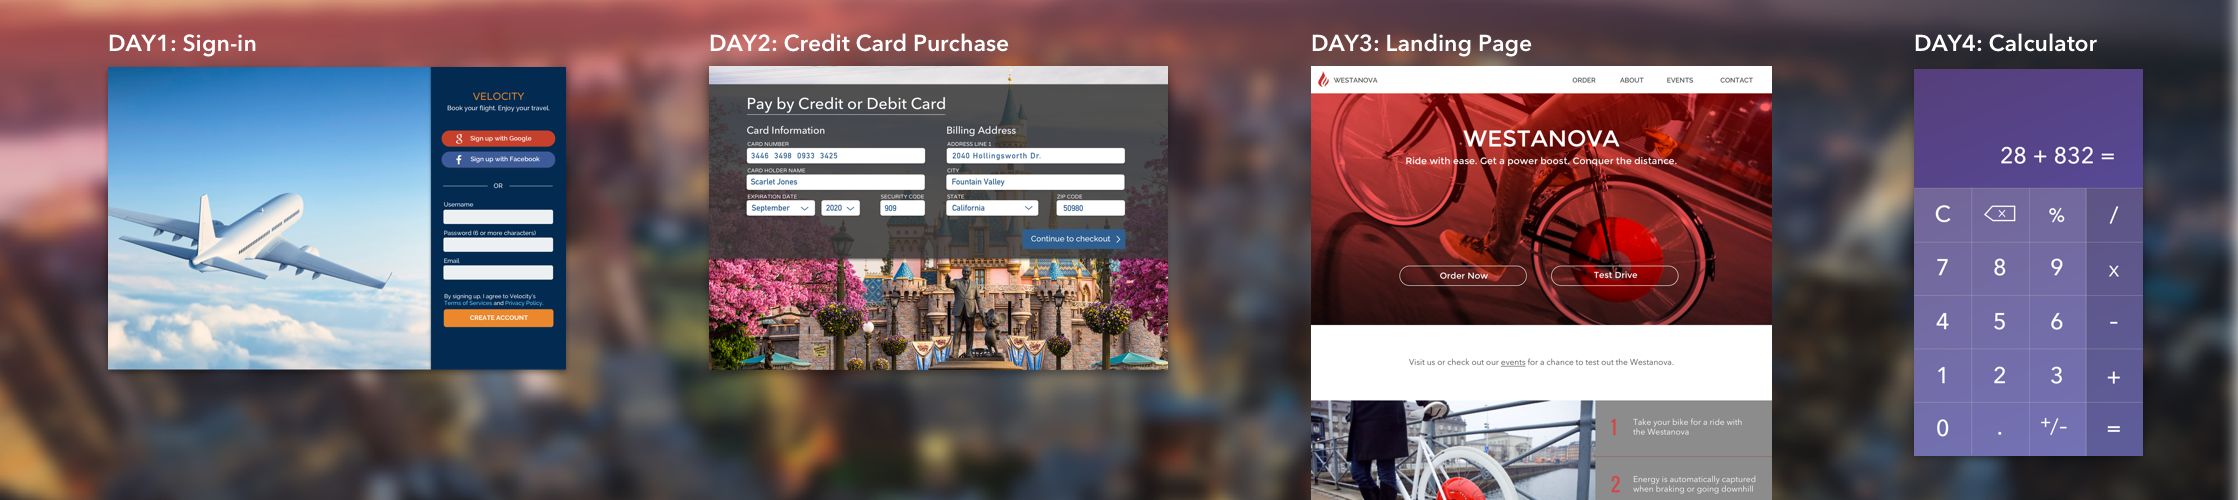 DAY1: Sign-in
VELOCITY
Book your flight. Enjoy your travel.
Sign up with Google
Sign up with Facebook
OR
Username
Password (6 or more characters)
Email
By signing up, I agree to Velocity's
Terms of Services and Privacy Policy.
CREATE ACCOUNT
DAY2: Credit Card Purchase
Pay by Credit or Debit Card
Card Information
CARD NUMBER
3446 3498 0933 3425
CARD HOLDER NAME
Scarlet Jones
EXPIRATION DATE
SECURITY CODE
September
2020
909
Billing Address
ADDRESS LINE 1
2040 Hollingsworth Dr.
CITY
Fountain Valley
STATE
ZIP CODE
California
50980
Continue to checkout
DAY3: Landing Page
WESTANOVA
ORDER
ABOUT
EVENTS
CONTACT
WESTANOVA
Ride with ease. Get a power boost. Conquer the distance.
Order Now
Test Drive
Visit us or check out our events for a chance to test out the Westanova.
1
Take your bike for a ride with
the Westanova
2
Energy is automatically captured
when braking or going downhill
DAY4: Calculator
28 + 832 =
C % /
7 8 9 x
4 5 6 -
1 2 3 +
0 . +/- =